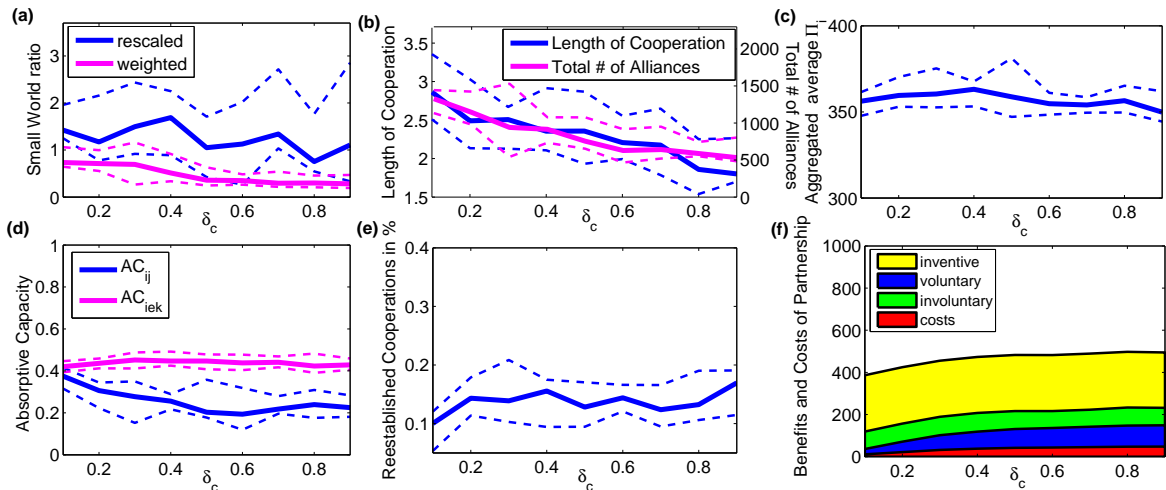 (a)
Small World ratio
3
2
1
0
rescaled
weighted
0.2 0.4 0.6 0.8
δc
(b)
Length of Cooperation
3.5
3
2.5
2
1.5
Length of Cooperation
Total # of Alliances
2000
1500
1000
500
0
Total # of Alliances
0.2 0.4 0.6 0.8
δc
(c)
Aggregated average Π
400
350
300
0.2 0.4 0.6 0.8
δc
(d)
Absorptive Capacity
1
0.8
0.6
0.4
0.2
0
ACij
ACiek
0.2 0.4 0.6 0.8
δc
(e)
Reestablished Cooperations in %
0.4
0.3
0.2
0.1
0.2 0.4 0.6 0.8
δc
(f)
Benefits and Costs of Partnership
1000
800
600
400
200
0
inventive
voluntary
involuntary
costs
0.2 0.4 0.6 0.8
δc